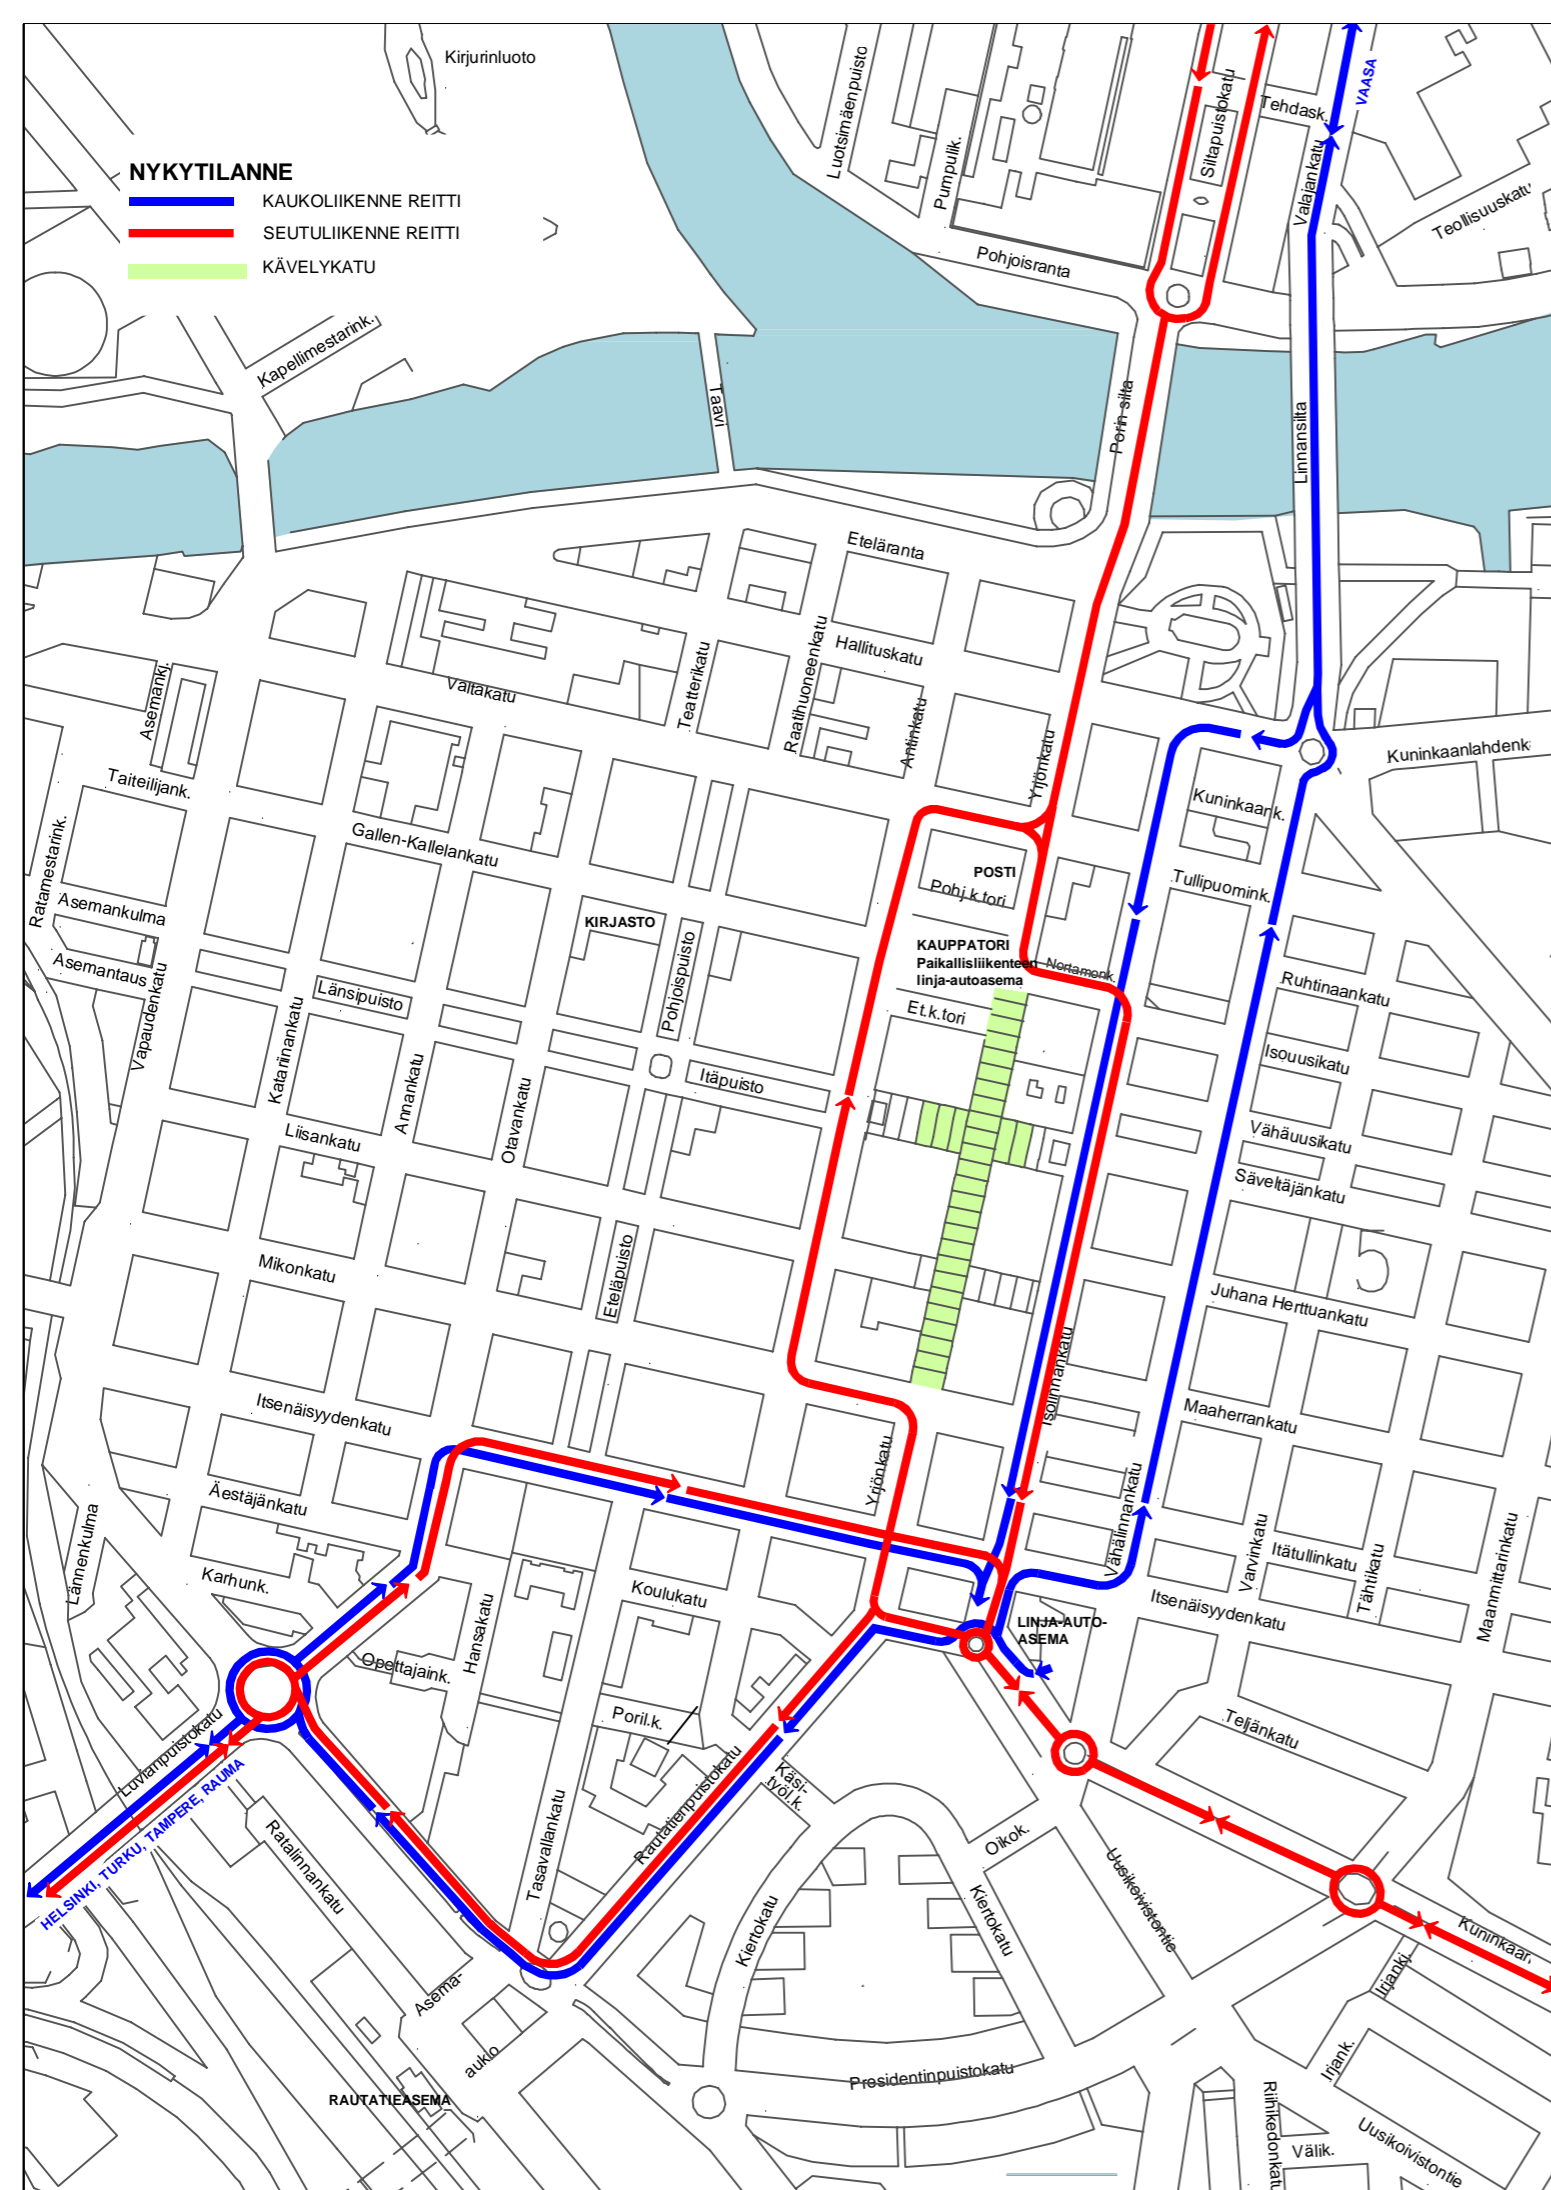 Kirjurinluoto
NYKYTILANNE
KAUKOLIIKENNE REITTI
SEUTULIIKENNE REITTI
KÄVELYKATU
Luotsimäenpuisto
Pumpulik.
Siltapuistokatu
Tehdask.
VAASA
Valajankatu
Teollisuuskatu
Pohjoisranta
Kapellimestarink.
Taavi
Porin silta
Linnansilta
Eteläranta
Hallituskatu
Raatihuoneenkatu
Teatterikatu
Antinkatu
Yrjönkatu
Valtakatu
Asemankj.
Taiteilijank.
Kuninkaanlahdenk.
Kuninkaank.
Ratamestarink.
Gallen-Kallelankatu
POSTI
Pohj.k.tori
Tullipuomink.
Asemankulma
KIRJASTO
Pohjoispuisto
KAUPPATORI
Paikallisliikenteen
linja-autoasema
Nortamonk.
Asemantaus
Länsipuisto
Et.k.tori
Ruhtinaankatu
Vapaudenkatu
Katariinankatu
Annankatu
Otavankatu
Itäpuisto
Isouusikatu
Liisankatu
Vähäuusikatu
Säveltäjänkatu
5
Mikonkatu
Eteläpuisto
Juhana Herttuankatu
Isolinnankatu
Itsenäisyydenkatu
Maaherrankatu
Yrjönkatu
Vähälinnankatu
Äestäjänkatu
Lännenkulma
Karhunk.
Koulukatu
Varvinkatu
Itätullinkatu
Tähtikatu
Maanmittarinkatu
Itsenäisyydenkatu
LINJA-AUTO-
ASEMA
Hansakatu
Opettajaink.
Poril.k.
Teljänkatu
Luvianpuistokatu
HELSINKI, TURKU, TAMPERE, RAUMA
Rautatienpuistokatu
Käsi-
työl.k.
Ratalinnankatu
Tasavallankatu
Oikok.
Uusikoivistontie
Kiertokatu
Kiertokatu
Kuninkaan
Irjankj.
Asema-
aukio
Irjank.
RAUTATIEASEMA
Presidentinpuistokatu
Riihikedonkatu
Välik.
Uusikoivistontie